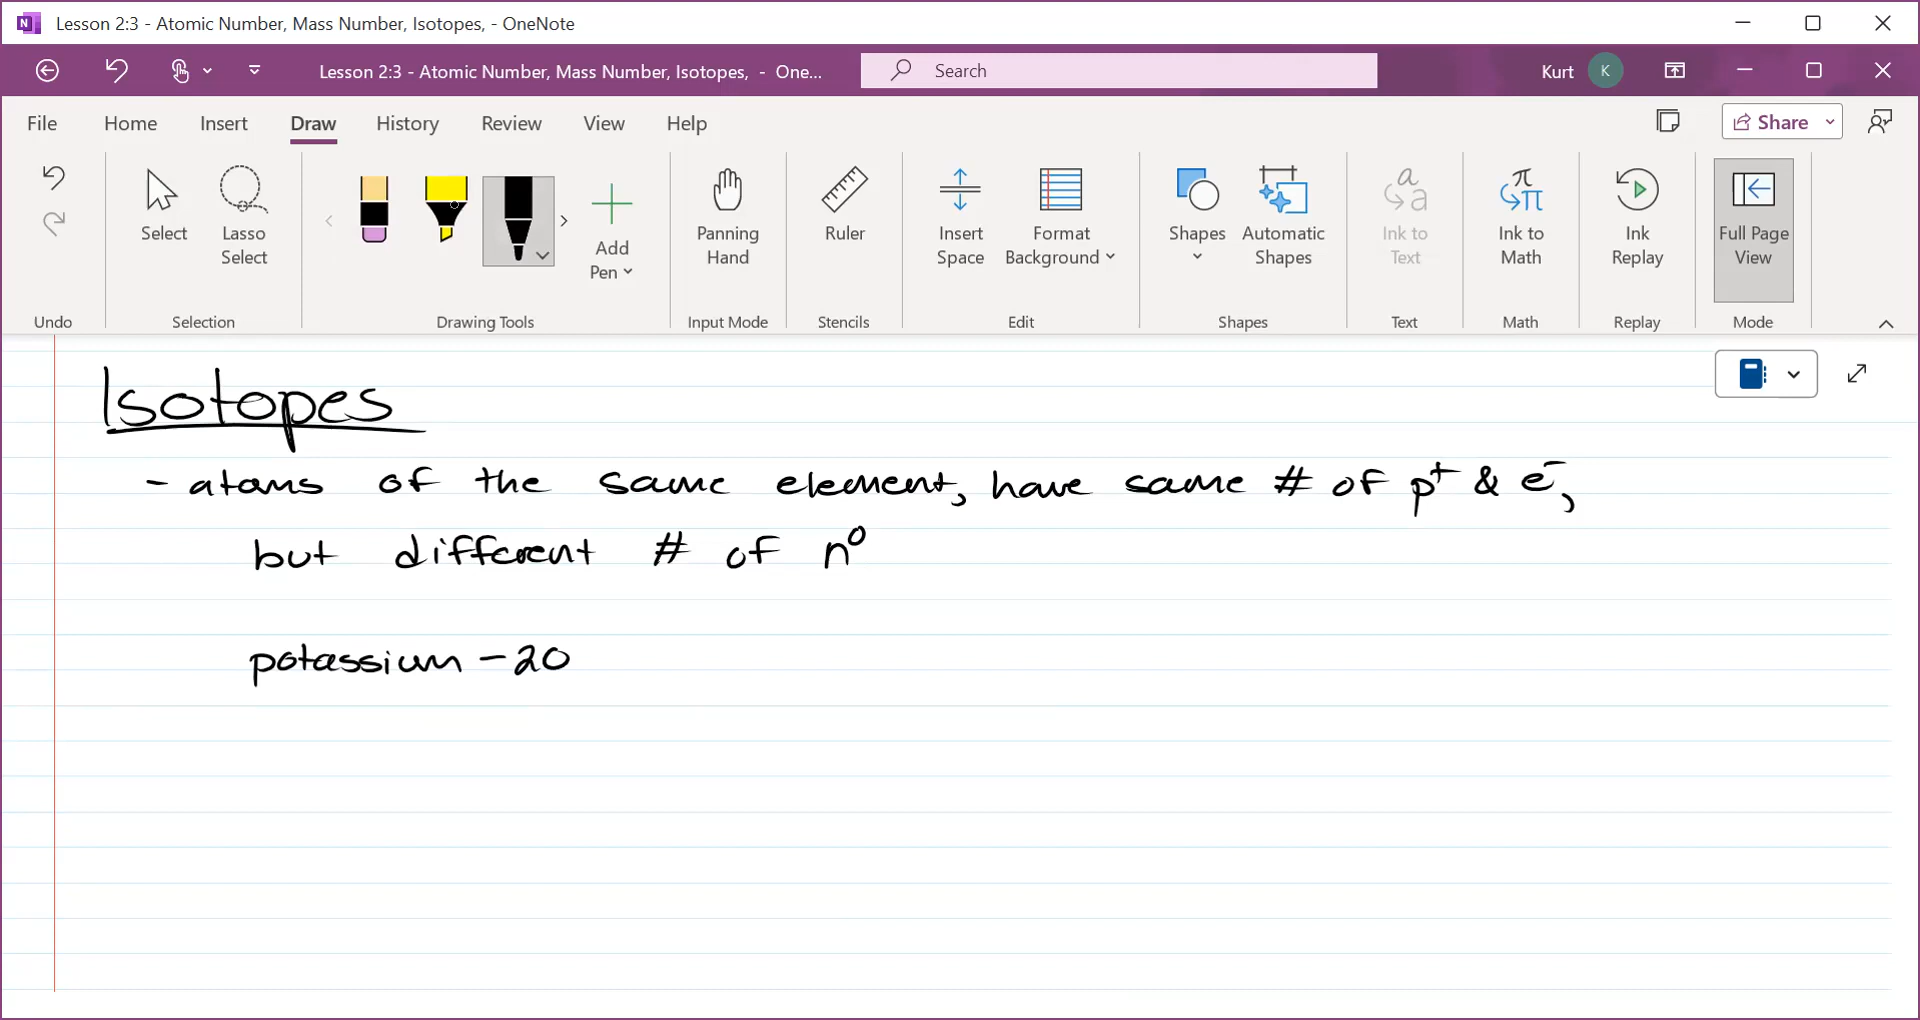 Lesson 2:3 - Atomic Number, Mass Number, Isotopes, - OneNote
Lesson 2:3 - Atomic Number, Mass Number, Isotopes, - One...
Search
Kurt K
File Home Insert Draw History Review View Help
Share
Select
Lasso Select
Add Pen
Panning Hand
Ruler
Insert Space
Format Background
Shapes
Automatic Shapes
Ink to Text
Ink to Math
Ink Replay
Full Page View
Undo Selection Drawing Tools Input Mode Stencils Edit Shapes Text Math Replay Mode
Isotopes
- atoms of the same element, have same # of p⁺ & e⁻,
but different # of n⁰
potassium - 20